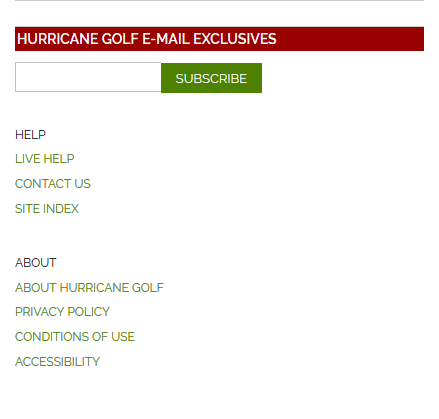 HURRICANE GOLF E-MAIL EXCLUSIVES
SUBSCRIBE
HELP
LIVE HELP
CONTACT US
SITE INDEX
ABOUT
ABOUT HURRICANE GOLF
PRIVACY POLICY
CONDITIONS OF USE
ACCESSIBILITY